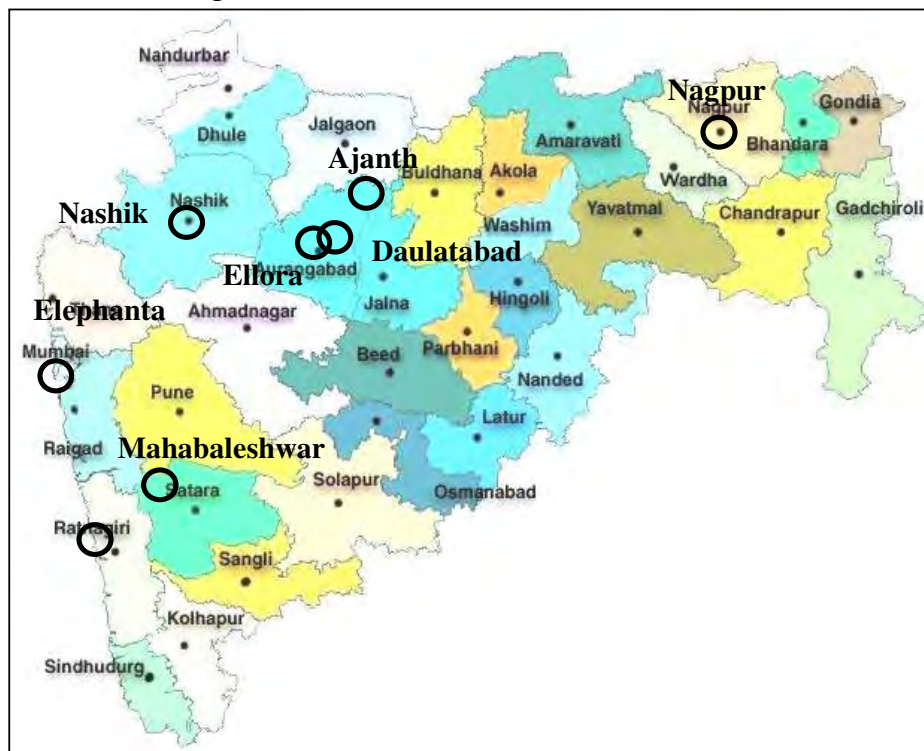 Nandurbar
Dhule
Jalgaon
Ajanth
Buldhana
Akola
Amaravati
Nagpur
Nagpur
Bhandara
Gondia
Wardha
Nashik
Nashik
Washim
Yavatmal
Chandrapur
Gadchiroli
Daulatabad
Ellora
Aurangabad
Jalna
Hingoli
Elephanta
Ahmadnagar
Mumbai
Beed
Parbhani
Nanded
Pune
Latur
Raigad
Mahabaleshwar
Satara
Solapur
Osmanabad
Ratnagiri
Sangli
Kolhapur
Sindhudurg